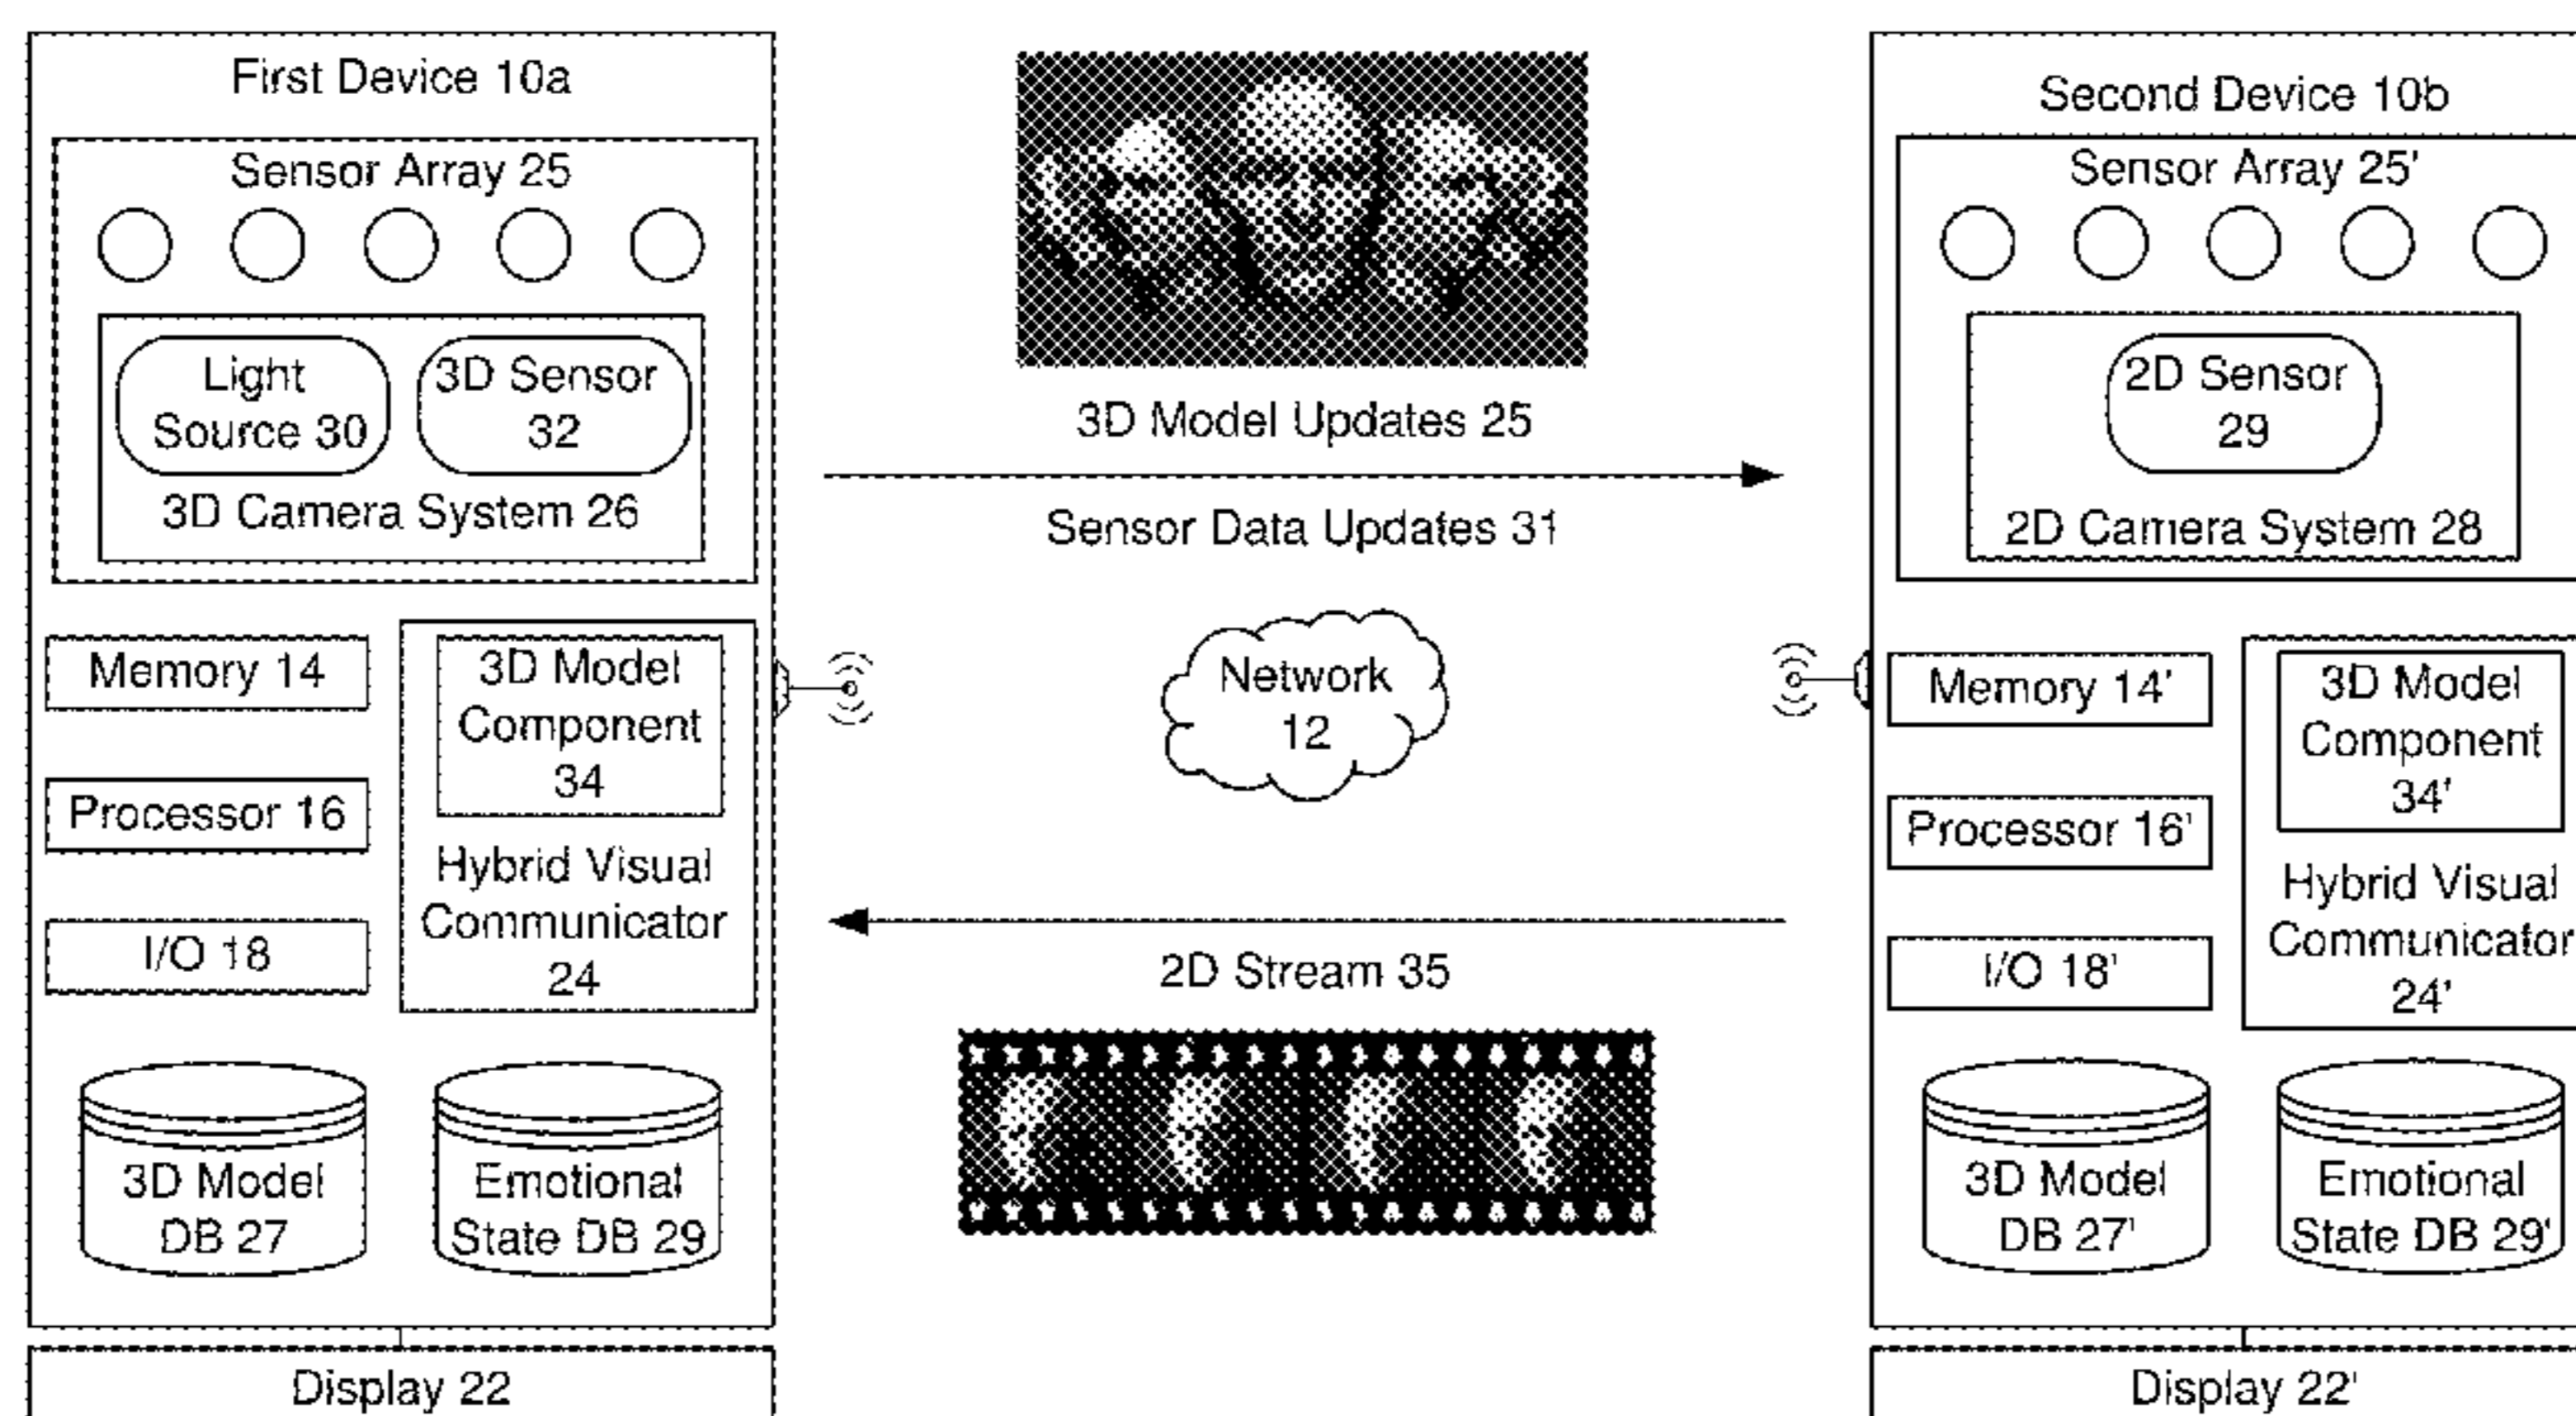 First Device 10a
Sensor Array 25
Light
Source 30
3D Sensor
32
3D Camera System 26
Memory 14
Processor 16
I/O 18
3D Model
Component
34
Hybrid Visual
Communicator
24
3D Model
DB 27
Emotional
State DB 29
Display 22
3D Model Updates 25
Sensor Data Updates 31
Network
12
2D Stream 35
Second Device 10b
Sensor Array 25'
2D Sensor
29
2D Camera System 28
Memory 14'
Processor 16'
I/O 18'
3D Model
Component
34'
Hybrid Visual
Communicator
24'
3D Model
DB 27'
Emotional
State DB 29'
Display 22'